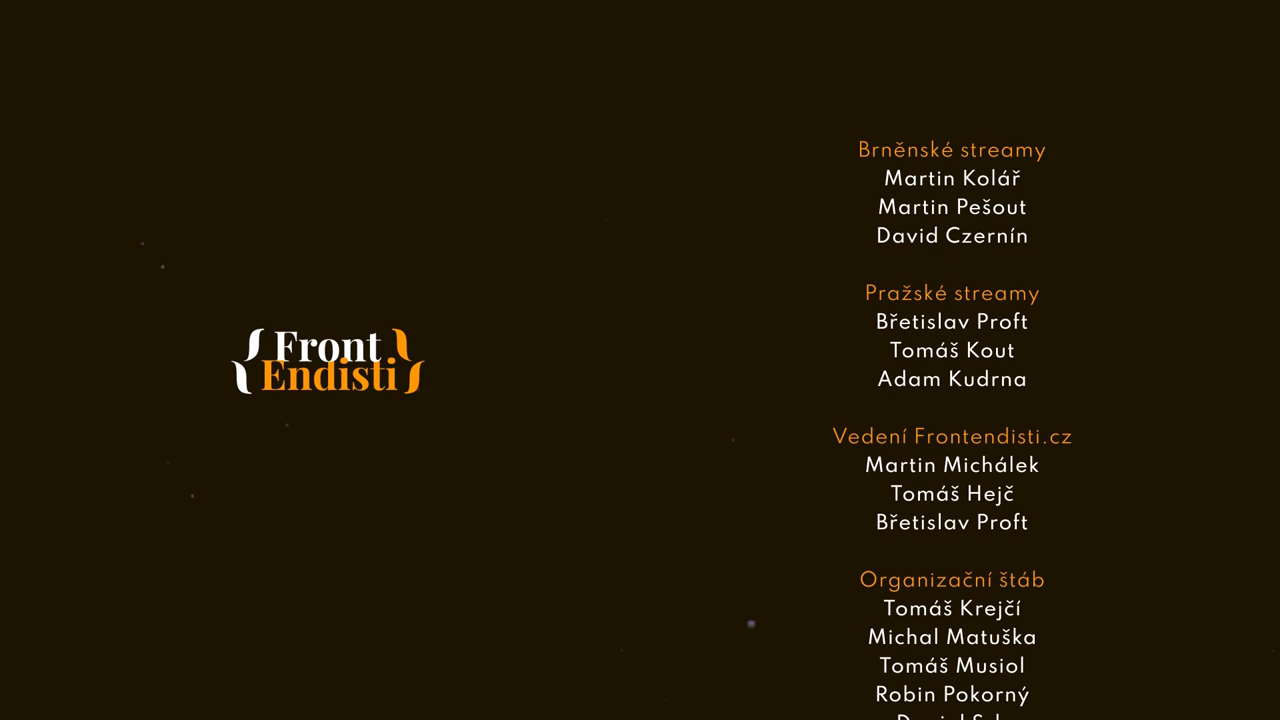 { Front }
{ Endisti }
Brněnské streamy
Martin Kolář
Martin Pešout
David Czernín
Pražské streamy
Břetislav Proft
Tomáš Kout
Adam Kudrna
Vedení Frontendisti.cz
Martin Michálek
Tomáš Hejč
Břetislav Proft
Organizační štáb
Tomáš Krejčí
Michal Matuška
Tomáš Musiol
Robin Pokorný